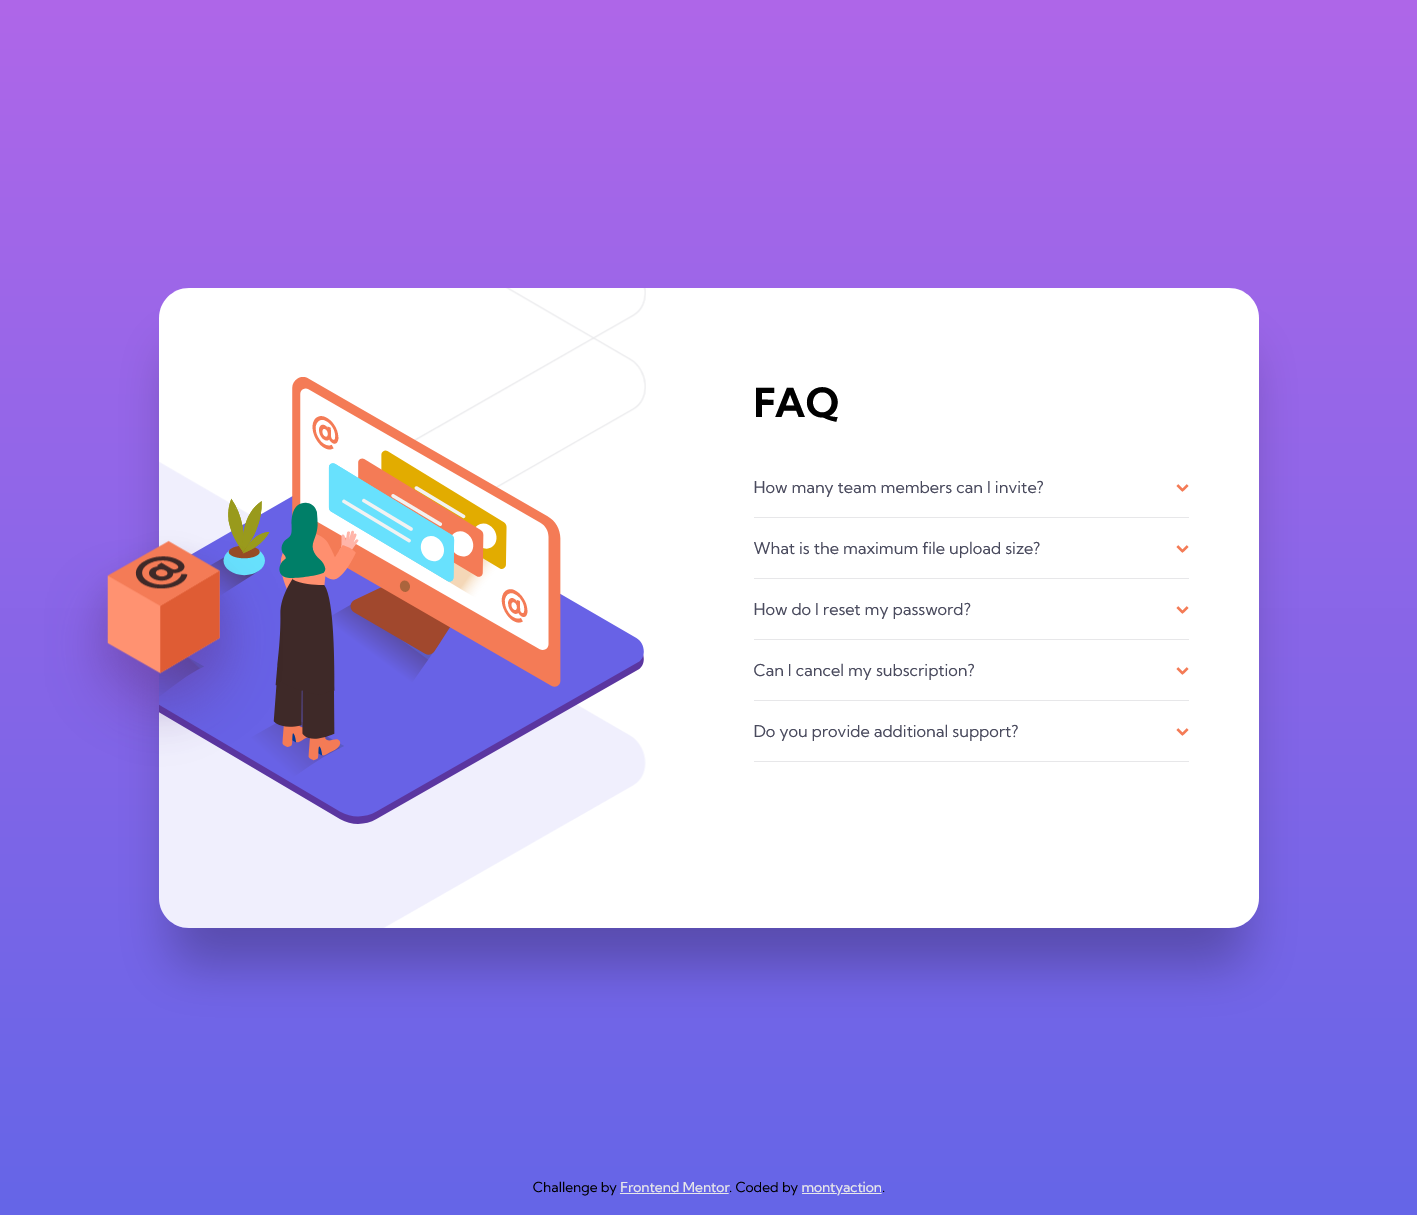 FAQ
How many team members can I invite?
What is the maximum file upload size?
How do I reset my password?
Can I cancel my subscription?
Do you provide additional support?
@
@
@
Challenge by Frontend Mentor. Coded by montyaction.